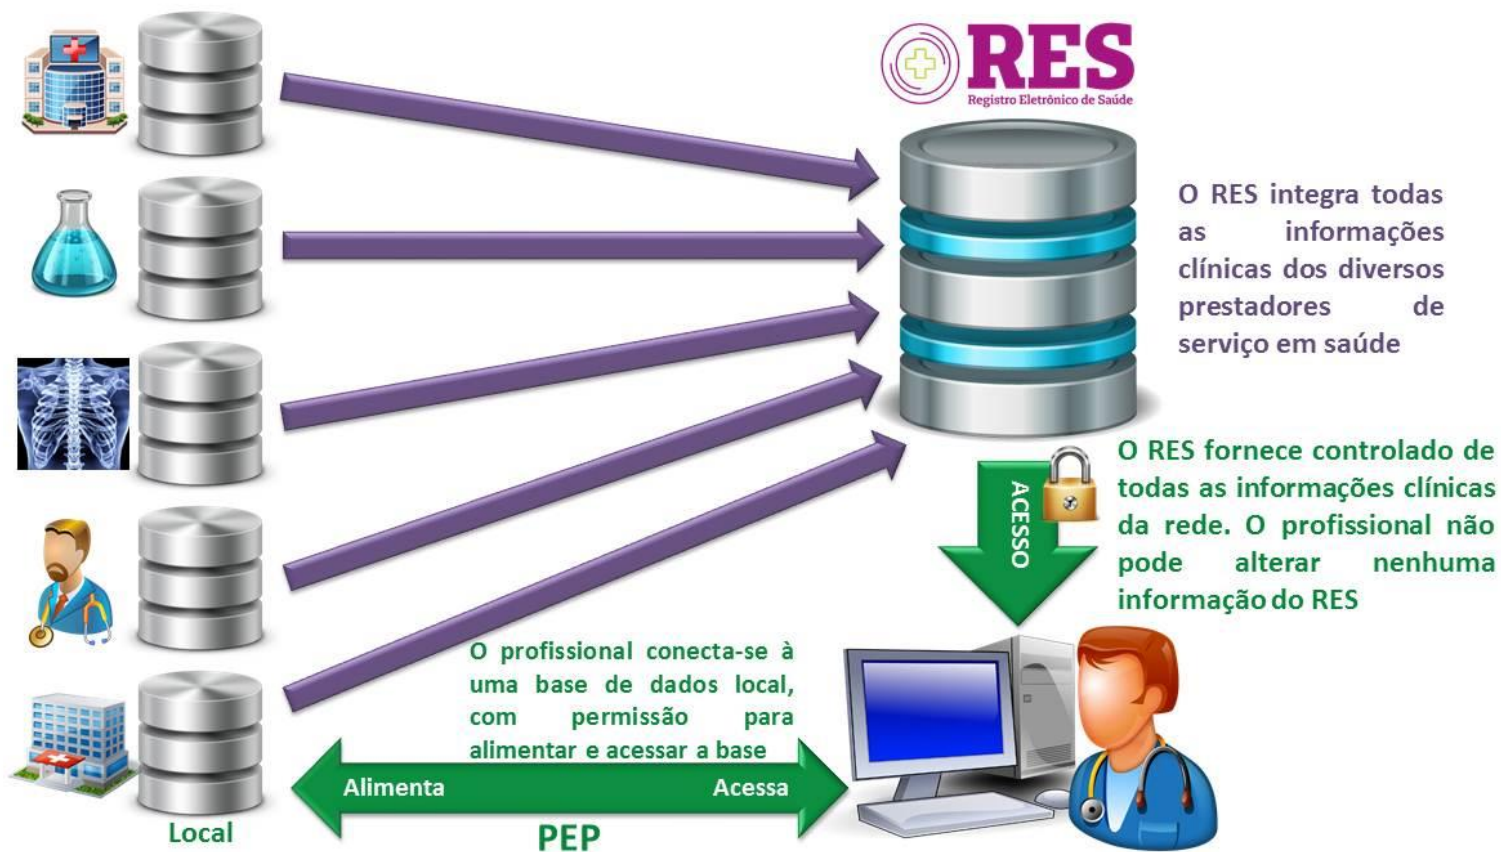 RES
Registro Eletrônico de Saúde
O RES integra todas
as informações
clínicas dos diversos
prestadores de
serviço em saúde
O RES fornece controlado de
todas as informações clínicas
da rede. O profissional não
pode alterar nenhuma
informação do RES
ACESSO
O profissional conecta-se à
uma base de dados local,
com permissão para
alimentar e acessar a base
Alimenta Acessa
Local
PEP